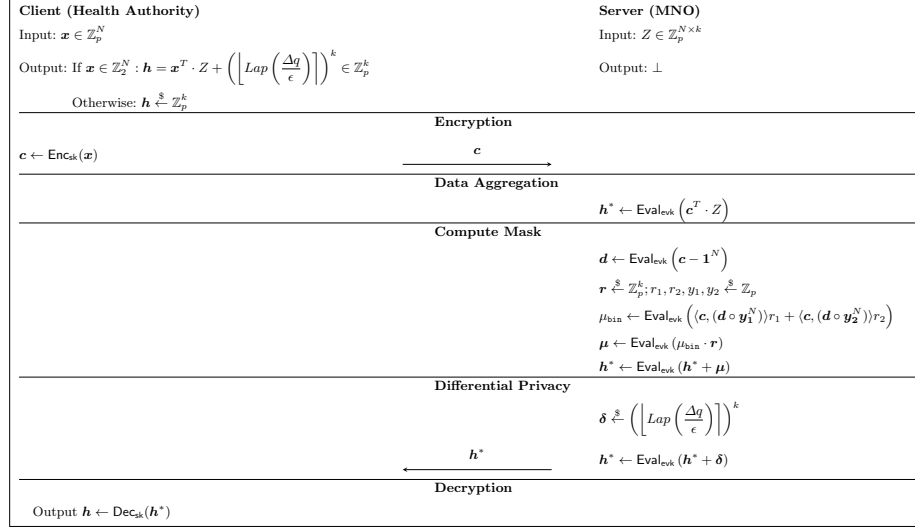 Client (Health Authority) Server (MNO)
Input: x ∈ ℤ_p^N Input: Z ∈ ℤ_p^{N×k}
Output: If x ∈ ℤ_2^N : h = x^T · Z + (⌊Lap(Δq/ϵ)⌉)^k ∈ ℤ_p^k Output: ⊥
Otherwise: h ←$ ℤ_p^k
Encryption
c ← Enc_sk(x) c
Data Aggregation
h* ← Eval_evk (c^T · Z)
Compute Mask
d ← Eval_evk (c − 1^N)
r ←$ ℤ_p^k; r_1, r_2, y_1, y_2 ←$ ℤ_p
μ_bin ← Eval_evk (⟨c, (d ∘ y_1^N)⟩r_1 + ⟨c, (d ∘ y_2^N)⟩r_2)
μ ← Eval_evk (μ_bin · r)
h* ← Eval_evk (h* + μ)
Differential Privacy
δ ←$ (⌊Lap(Δq/ϵ)⌉)^k
h* h* ← Eval_evk (h* + δ)
Decryption
Output h ← Dec_sk(h*)